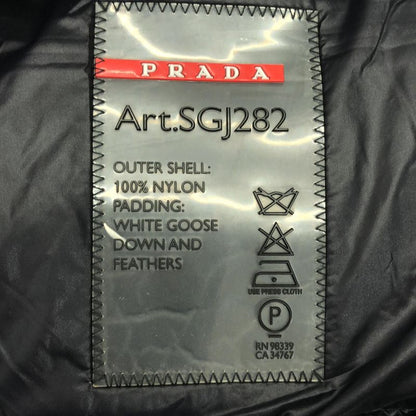 PRADA
Art.SGJ282
OUTER SHELL:
100% NYLON
PADDING:
WHITE GOOSE
DOWN AND
FEATHERS
USE PRESS CLOTH
P
RN 98339
CA 34767